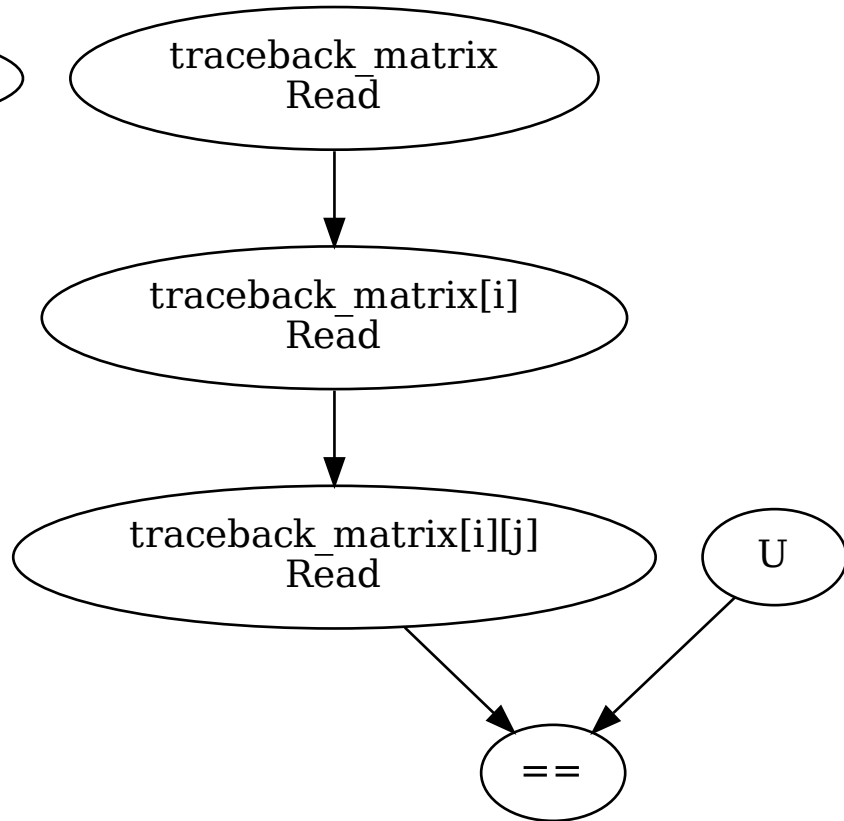 traceback_matrix
Read
traceback_matrix[i]
Read
traceback_matrix[i][j]
Read
U
==